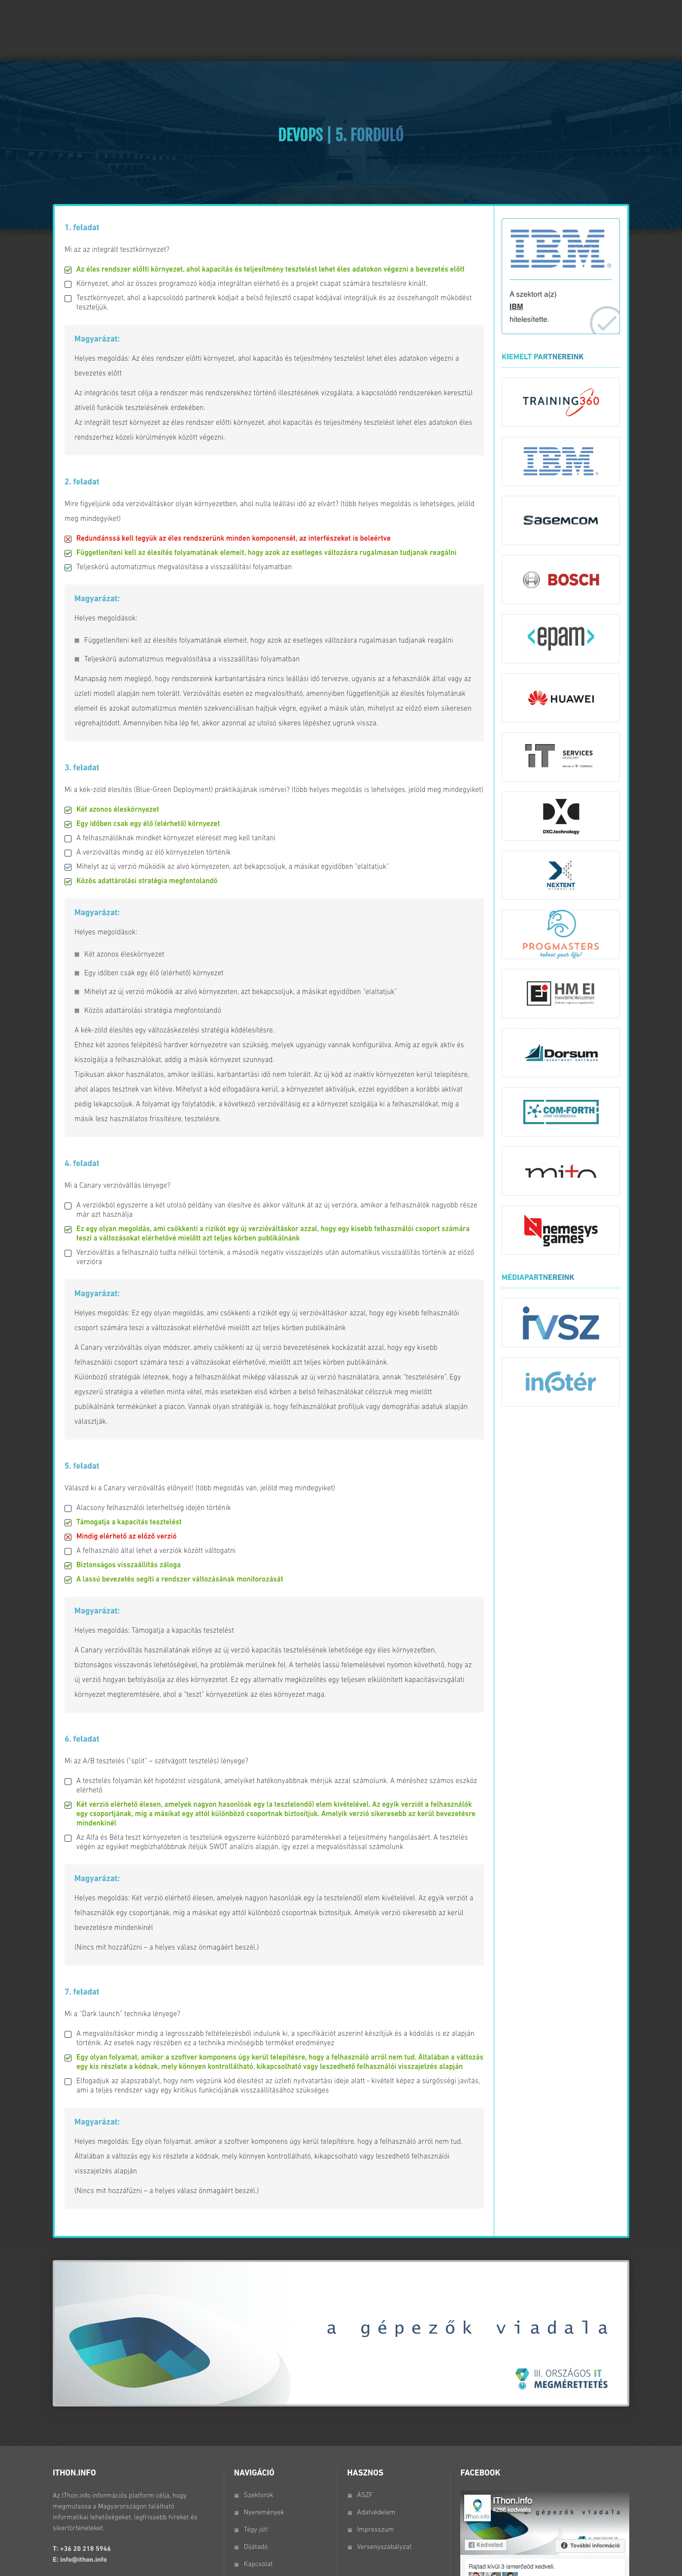 DEVOPS | 5. FORDULÓ
1. feladat
Mi az az integrált tesztkörnyezet?
Az éles rendszer előtti környezet, ahol kapacitás és teljesítmény tesztelést lehet éles adatokon végezni a bevezetés előtt
Környezet, ahol az összes programozó kódja integráltan elérhető és a projekt csapat számára tesztelésre kínált.
Tesztkörnyezet, ahol a kapcsolódó partnerek kódjait a belső fejlesztő csapat kódjával integráljuk és az összehangolt működést
teszteljük.
Magyarázat:
Helyes megoldás: Az éles rendszer előtti környezet, ahol kapacitás és teljesítmény tesztelést lehet éles adatokon végezni a
bevezetés előtt
Az integrációs teszt célja a rendszer más rendszerekhez történő illesztésének vizsgálata, a kapcsolódó rendszereken keresztül
átívelő funkciók tesztelésének érdekében.
Az integrált teszt környezet az éles rendszer előtti környezet, ahol kapacitás és teljesítmény tesztelést lehet éles adatokon éles
rendszerhez közeli körülmények között végezni.
2. feladat
Mire figyeljünk oda verzióváltáskor olyan környezetben, ahol nulla leállási idő az elvárt? (több helyes megoldás is lehetséges, jelöld
meg mindegyiket)
Redundánssá kell tegyük az éles rendszerünk minden komponensét, az interfészeket is beleértve
Függetleníteni kell az élesítés folyamatának elemeit, hogy azok az esetleges változásra rugalmasan tudjanak reagálni
Teljeskörű automatizmus megvalósítása a visszaállítási folyamatban
Magyarázat:
Helyes megoldások:
Függetleníteni kell az élesítés folyamatának elemeit, hogy azok az esetleges változásra rugalmasan tudjanak reagálni
Teljeskörű automatizmus megvalósítása a visszaállítási folyamatban
Manapság nem meglepő, hogy rendszereink karbantartására nincs leállási idő tervezve, ugyanis az a fehasználók által vagy az
üzleti modell alapján nem tolerált. Verzióváltás esetén ez megvalósítható, amennyiben függetlenítjük az élesítés folyamatának
elemeit és azokat automatizmus mentén szekvenciálisan hajtjuk végre, egyiket a másik után, mihelyst az előző elem sikeresen
végrehajtódott. Amennyiben hiba lép fel, akkor azonnal az utolsó sikeres lépéshez ugrunk vissza.
3. feladat
Mi a kék-zöld élesítés (Blue-Green Deployment) praktikájának ismérvei? (több helyes megoldás is lehetséges, jelöld meg mindegyiket)
Két azonos éleskörnyezet
Egy időben csak egy élő (elérhető) környezet
A felhasználóknak mindkét környezet elérését meg kell tanítani
A verzióváltás mindig az élő környezeten történik
Mihelyt az új verzió működik az alvó környezeten, azt bekapcsoljuk, a másikat egyidőben "elaltatjuk"
Közös adattárolási stratégia megfontolandó
Magyarázat:
Helyes megoldások:
Két azonos éleskörnyezet
Egy időben csak egy élő (elérhető) környezet
Mihelyt az új verzió működik az alvó környezeten, azt bekapcsoljuk, a másikat egyidőben "elaltatjuk"
Közös adattárolási stratégia megfontolandó
A kék-zöld élesítés egy változáskezelési stratégia kódélesítésre.
Ehhez két azonos felépítésű hardver környezetre van szükség, melyek ugyanúgy vannak konfigurálva. Amíg az egyik aktív és
kiszolgálja a felhasználókat, addig a másik környezet szunnyad.
Tipikusan akkor használatos, amikor leállási, karbantartási idő nem tolerált. Az új kód az inaktív környezeten kerül telepítésre,
ahol alapos tesztnek van kitéve. Mihelyst a kód elfogadásra kerül, a környezetet aktiváljuk, ezzel egyidőben a korábbi aktívat
pedig lekapcsoljuk. A folyamat így folytatódik, a következő verzióváltásig ez a környezet szolgálja ki a felhasználókat, míg a
másik lesz használatos frissítésre, tesztelésre.
4. feladat
Mi a Canary verzióváltás lényege?
A verziókból egyszerre a két utolsó példány van élesítve és akkor váltunk át az új verzióra, amikor a felhasználók nagyobb része
már azt használja
Ez egy olyan megoldás, ami csökkenti a rizikót egy új verzióváltáskor azzal, hogy egy kisebb felhasználói csoport számára
teszi a változásokat elérhetővé mielőtt azt teljes körben publikálnánk
Verzióváltás a felhasználó tudta nélkül történik, a második negatív visszajelzés után automatikus visszaállítás történik az előző
verzióra
Magyarázat:
Helyes megoldás: Ez egy olyan megoldás, ami csökkenti a rizikót egy új verzióváltáskor azzal, hogy egy kisebb felhasználói
csoport számára teszi a változásokat elérhetővé mielőtt azt teljes körben publikálnánk
A Canary verzióváltás olyan módszer, amely csökkenti az új verzió bevezetésének kockázatát azzal, hogy egy kisebb
felhasználói csoport számára teszi a változásokat elérhetővé, mielőtt azt teljes körben publikálnánk.
Különböző stratégiák léteznek, hogy a felhasználókat miképp válasszuk az új verzió használatára, annak "tesztelésére". Egy
egyszerű stratégia a véletlen minta vétel, más esetekben első körben a belső felhasználókat célozzuk meg mielőtt
publikálnánk termékünket a piacon. Vannak olyan stratégiák is, hogy felhasználókat profiljuk vagy demográfiai adatuk alapján
választják.
5. feladat
Válaszd ki a Canary verzióváltás előnyeit! (több megoldás van, jelöld meg mindegyiket)
Alacsony felhasználói leterheltség idején történik
Támogatja a kapacitás tesztelést
Mindig elérhető az előző verzió
A felhasználó által lehet a verziók között váltogatni
Biztonságos visszaállítás záloga
A lassú bevezetés segíti a rendszer változásának monitorozását
Magyarázat:
Helyes megoldás: Támogatja a kapacitás tesztelést
A Canary verzióváltás használatának előnye az új verzió kapacitás tesztelésének lehetősége egy éles környezetben,
biztonságos visszavonás lehetőségével, ha problémák merülnek fel. A terhelés lassú felemelésével nyomon követhető, hogy az
új verzió hogyan befolyásolja az éles környezetet. Ez egy alternatív megközelítés egy teljesen elkülönített kapacitásvizsgálati
környezet megteremtésére, ahol a "teszt" környezetünk az éles környezet maga.
6. feladat
Mi az A/B tesztelés ("split" – szétvágott tesztelés) lényege?
A tesztelés folyamán két hipotézist vizsgálunk, amelyiket hatékonyabbnak mérjük azzal számolunk. A méréshez számos eszköz
elérhető
Két verzió elérhető élesen, amelyek nagyon hasonlóak egy (a tesztelendő) elem kivételével. Az egyik verziót a felhasználók
egy csoportjának, míg a másikat egy attól különböző csoportnak biztosítjuk. Amelyik verzió sikeresebb az kerül bevezetésre
mindenkinél
Az Alfa és Béta teszt környezeten is tesztelünk egyszerre különböző paraméterekkel a teljesítmény hangolásáért. A tesztelés
végén az egyiket megbízhatóbbnak ítéljük SWOT analízis alapján, így ezzel a megvalósítással számolunk
Magyarázat:
Helyes megoldás: Két verzió elérhető élesen, amelyek nagyon hasonlóak egy (a tesztelendő) elem kivételével. Az egyik verziót a
felhasználók egy csoportjának, míg a másikat egy attól különböző csoportnak biztosítjuk. Amelyik verzió sikeresebb az kerül
bevezetésre mindenkinél
(Nincs mit hozzáfűzni – a helyes válasz önmagáért beszél.)
7. feladat
Mi a "Dark launch" technika lényege?
A megvalósításkor mindig a legrosszabb feltételezésből indulunk ki, a specifikációt aszerint készítjük és a kódolás is ez alapján
történik. Az esetek nagy részében ez a technika minőségibb terméket eredményez
Egy olyan folyamat, amikor a szoftver komponens úgy kerül telepítésre, hogy a felhasználó arról nem tud. Általában a változás
egy kis részlete a kódnak, mely könnyen kontrollálható, kikapcsolható vagy leszedhető felhasználói visszajelzés alapján
Elfogadjuk az alapszabályt, hogy nem végzünk kód élesítést az üzleti nyitvatartási ideje alatt - kivételt képez a sürgősségi javítás,
ami a teljes rendszer vagy egy kritikus funkciójának visszaállításához szükséges
Magyarázat:
Helyes megoldás: Egy olyan folyamat, amikor a szoftver komponens úgy kerül telepítésre, hogy a felhasználó arról nem tud.
Általában a változás egy kis részlete a kódnak, mely könnyen kontrollálható, kikapcsolható vagy leszedhető felhasználói
visszajelzés alapján
(Nincs mit hozzáfűzni – a helyes válasz önmagáért beszél.)
IBM
A szektort a(z)
IBM
hitelesítette.
KIEMELT PARTNEREINK
TRAINING360
IBM
SAGEMCOM
BOSCH
<epam>
HUAWEI
iT SERVICES
DXC.technology
NEXTENT
PROGMASTERS
reboot your life!
HM EI
Dorsum
COM-FORTH
mito
nemesys
games
MÉDIAPARTNEREINK
IVSZ
infotér
a gépezők viadala
III. ORSZÁGOS IT
MEGMÉRETTETÉS
ITHON.INFO
Az IThon.info információs platform célja, hogy
megmutassa a Magyarországon található
informatikai lehetőségeket, legfrissebb híreket és
sikertörténeteket.
T: +36 20 218 5946
E: info@ithon.info
NAVIGÁCIÓ
Szektorok
Nyeremények
Tégy jót!
Díjátadó
Kapcsolat
HASZNOS
ÁSZF
Adatvédelem
Impresszum
Versenyszabályzat
FACEBOOK
IThon.info
4286 kedvelés
Kedveled
További információ
Rajtad kívül 3 ismerősöd kedveli.